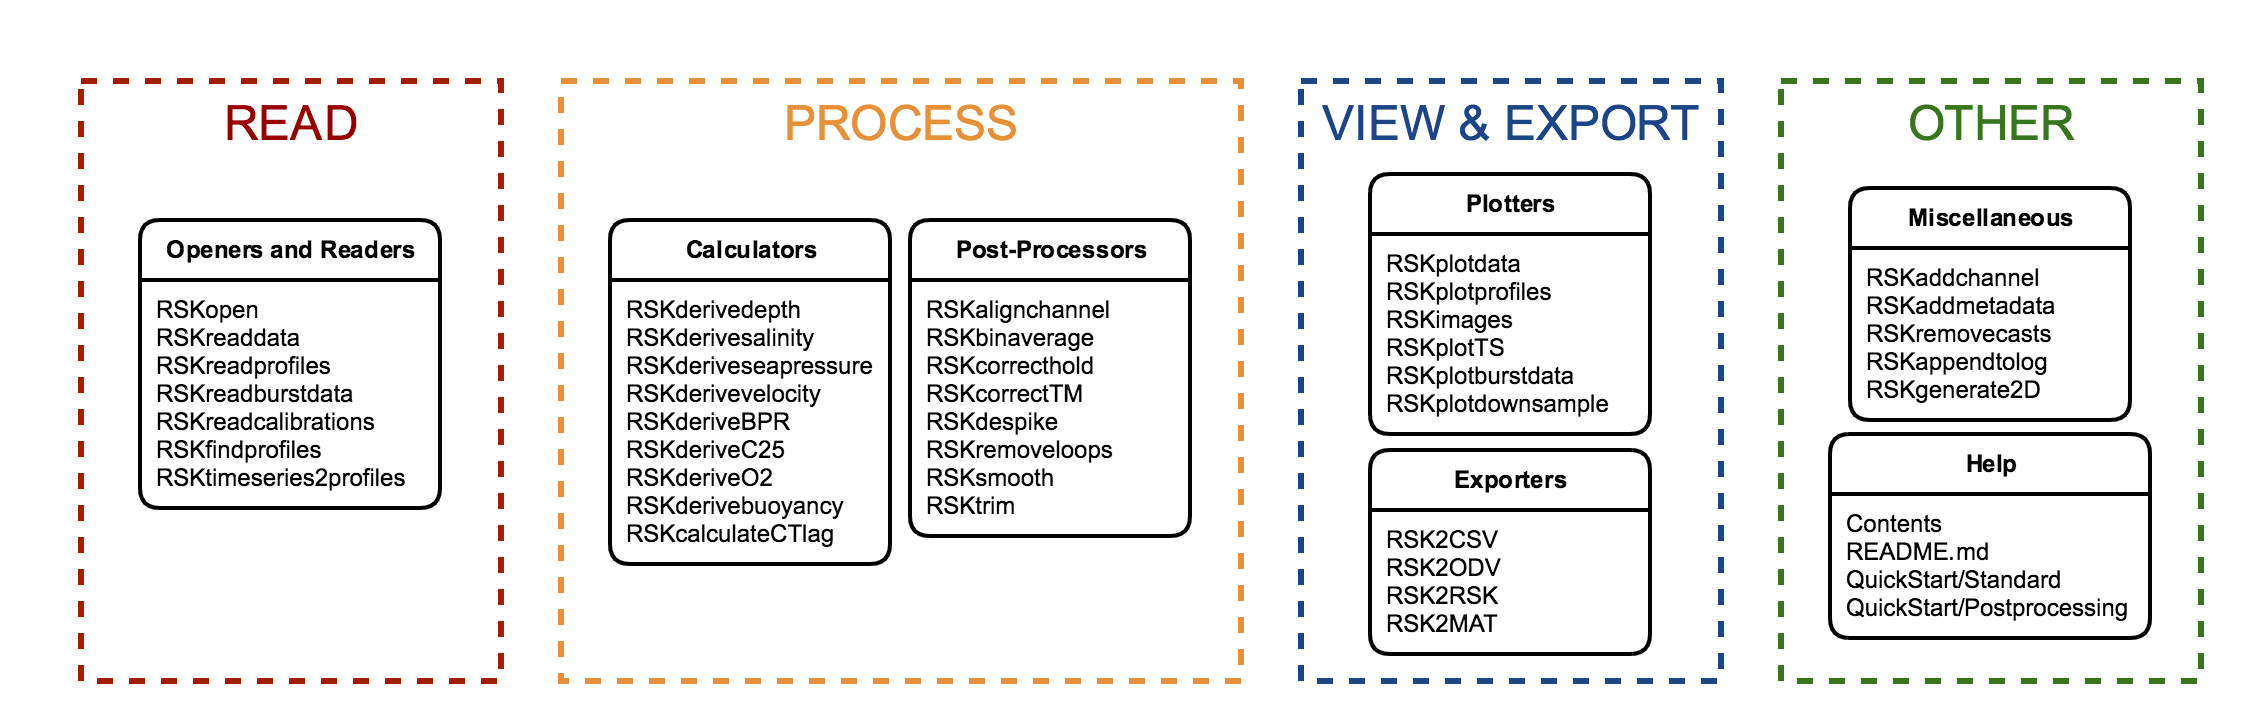 READ
Openers and Readers
RSKopen
RSKreaddata
RSKreadprofiles
RSKreadburstdata
RSKreadcalibrations
RSKfindprofiles
RSKtimeseries2profiles
PROCESS
Calculators
RSKderivedepth
RSKderivesalinity
RSKderiveseapressure
RSKderivevelocity
RSKderiveBPR
RSKderiveC25
RSKderiveO2
RSKderivebuoyancy
RSKcalculateCTlag
Post-Processors
RSKalignchannel
RSKbinaverage
RSKcorrecthold
RSKcorrectTM
RSKdespike
RSKremoveloops
RSKsmooth
RSKtrim
VIEW & EXPORT
Plotters
RSKplotdata
RSKplotprofiles
RSKimages
RSKplotTS
RSKplotburstdata
RSKplotdownsample
Exporters
RSK2CSV
RSK2ODV
RSK2RSK
RSK2MAT
OTHER
Miscellaneous
RSKaddchannel
RSKaddmetadata
RSKremovecasts
RSKappendtolog
RSKgenerate2D
Help
Contents
README.md
QuickStart/Standard
QuickStart/Postprocessing